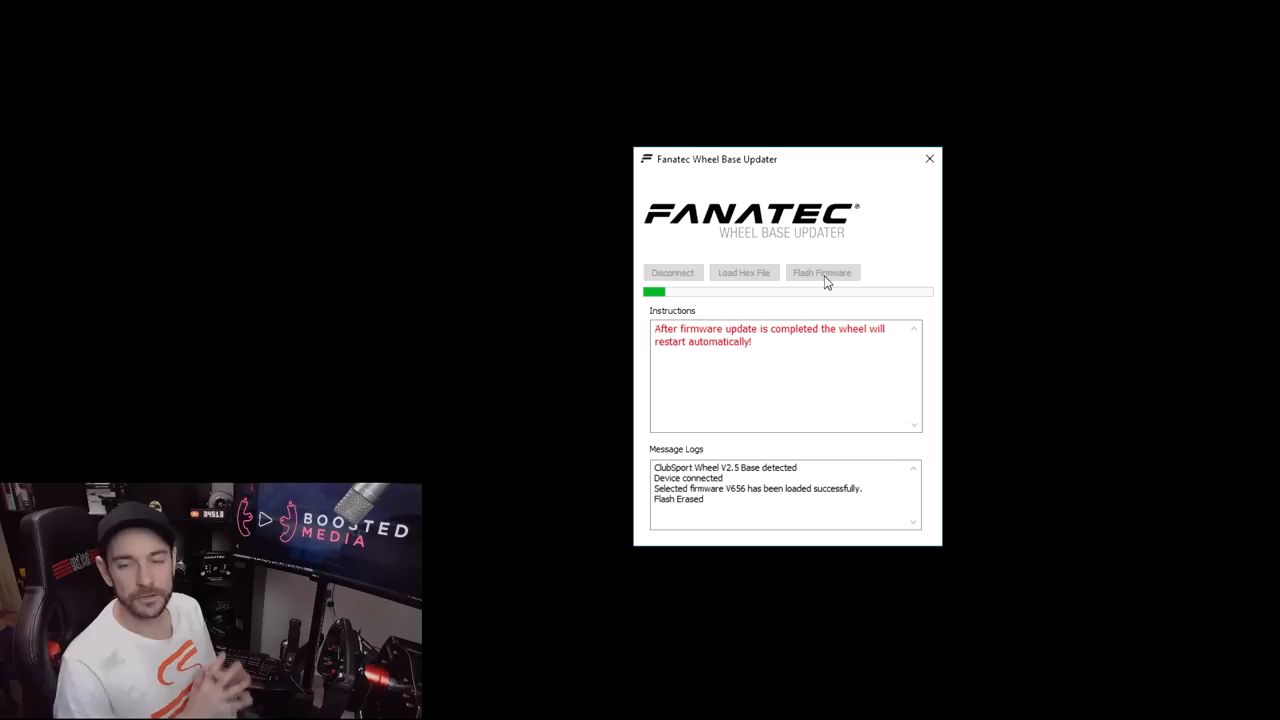 Fanatec Wheel Base Updater
FANATEC®
WHEEL BASE UPDATER
Disconnect
Load Hex File
Flash Firmware
Instructions
After firmware update is completed the wheel will
restart automatically!
Message Logs
ClubSport Wheel V2.5 Base detected
Device connected
Selected firmware V656 has been loaded successfully.
Flash Erased
BOOSTED
MEDIA